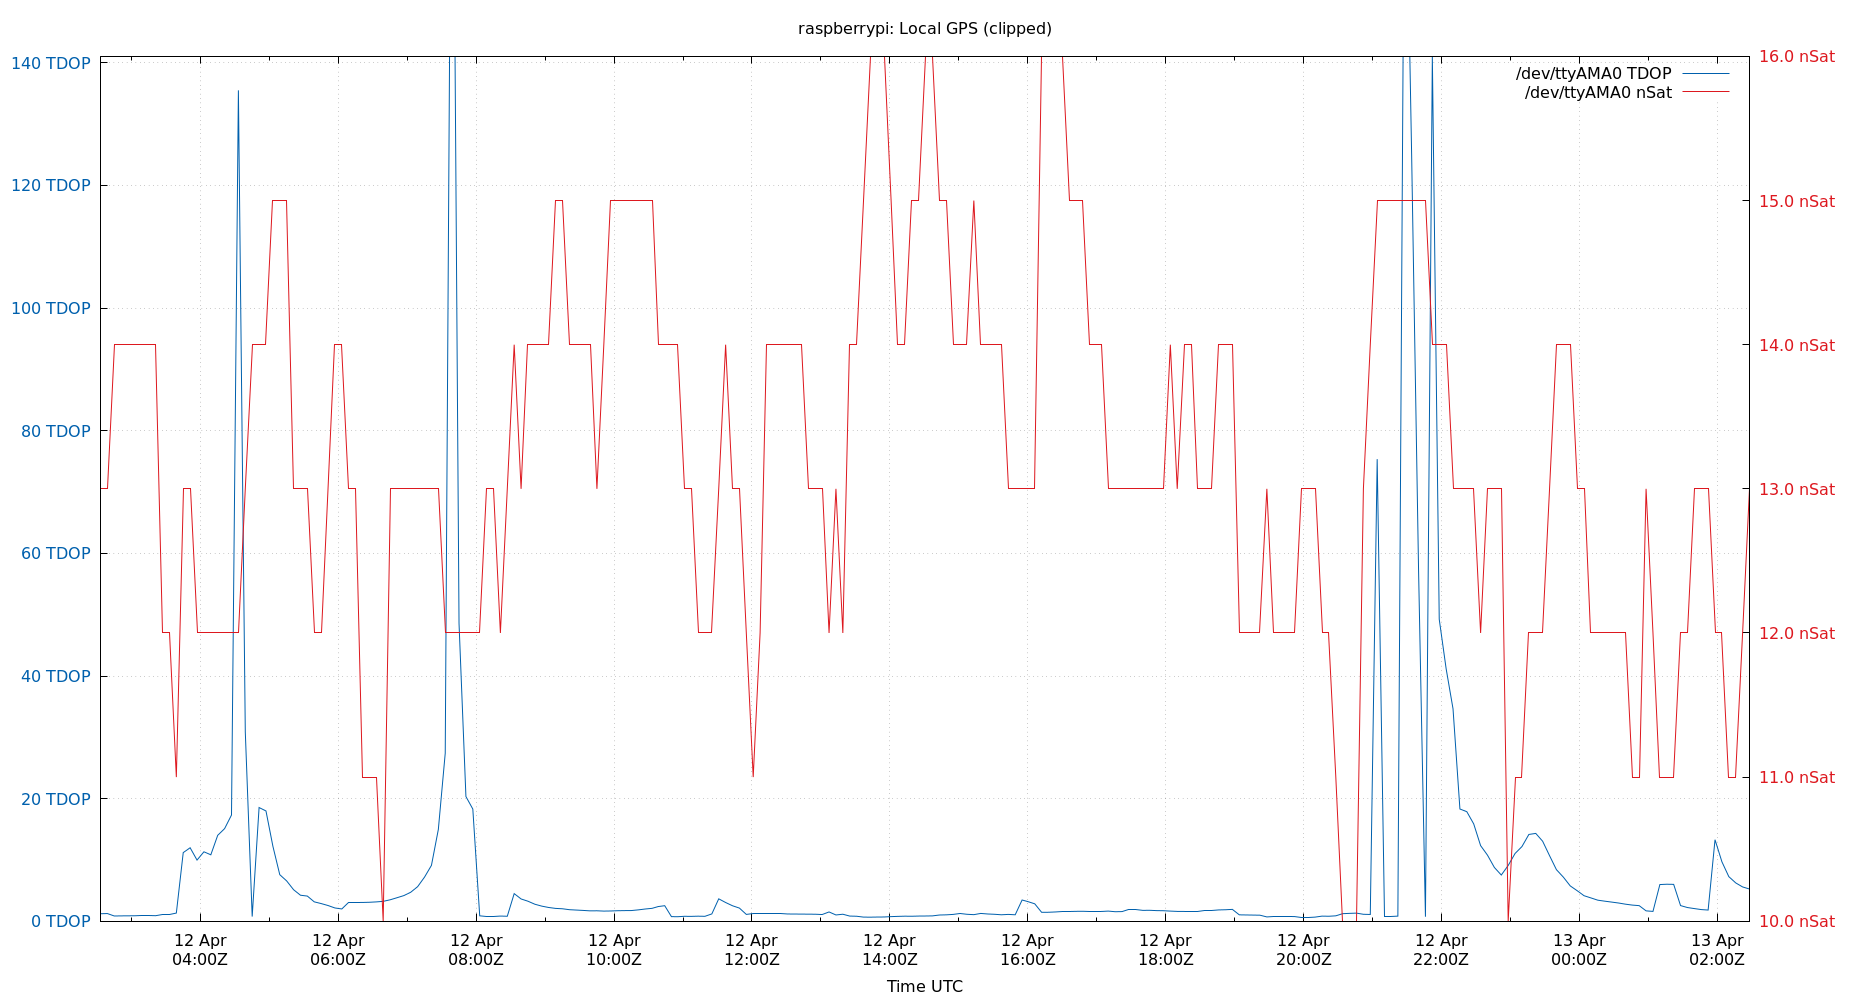 raspberrypi: Local GPS (clipped)
140 TDOP
120 TDOP
100 TDOP
80 TDOP
60 TDOP
40 TDOP
20 TDOP
0 TDOP
16.0 nSat
15.0 nSat
14.0 nSat
13.0 nSat
12.0 nSat
11.0 nSat
10.0 nSat
/dev/ttyAMA0 TDOP
/dev/ttyAMA0 nSat
12 Apr
04:00Z
12 Apr
06:00Z
12 Apr
08:00Z
12 Apr
10:00Z
12 Apr
12:00Z
12 Apr
14:00Z
12 Apr
16:00Z
12 Apr
18:00Z
12 Apr
20:00Z
12 Apr
22:00Z
13 Apr
00:00Z
13 Apr
02:00Z
Time UTC